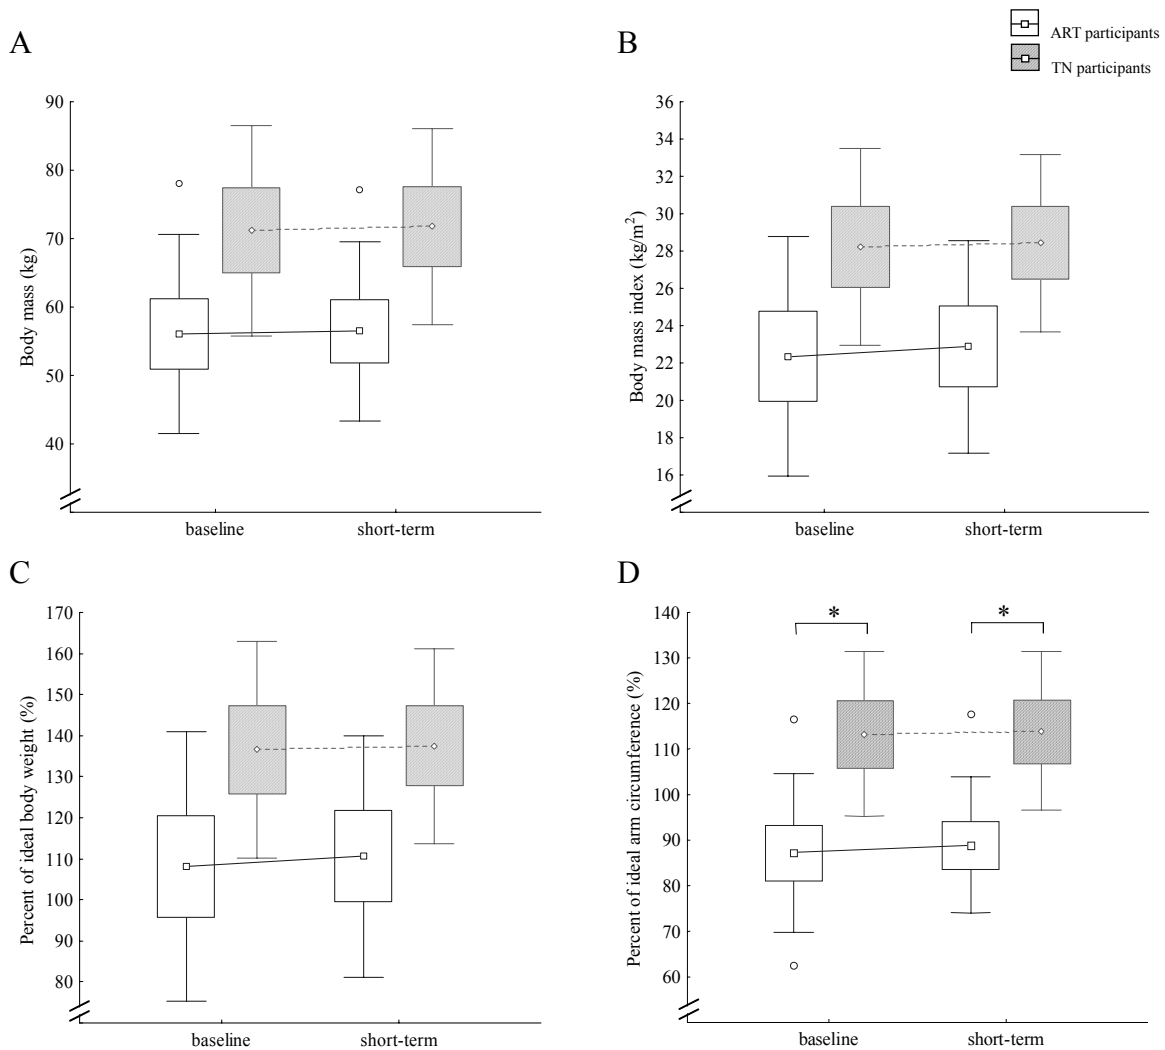 ART participants
TN participants
A
B
90
80
70
60
50
40
Body mass (kg)
baseline
short-term
36
34
32
30
28
26
24
22
20
18
16
Body mass index (kg/m²)
baseline
short-term
C
D
170
160
150
140
130
120
110
100
90
80
Percent of ideal body weight (%)
baseline
short-term
140
130
120
110
100
90
80
70
60
Percent of ideal arm circumference (%)
*
*
baseline
short-term